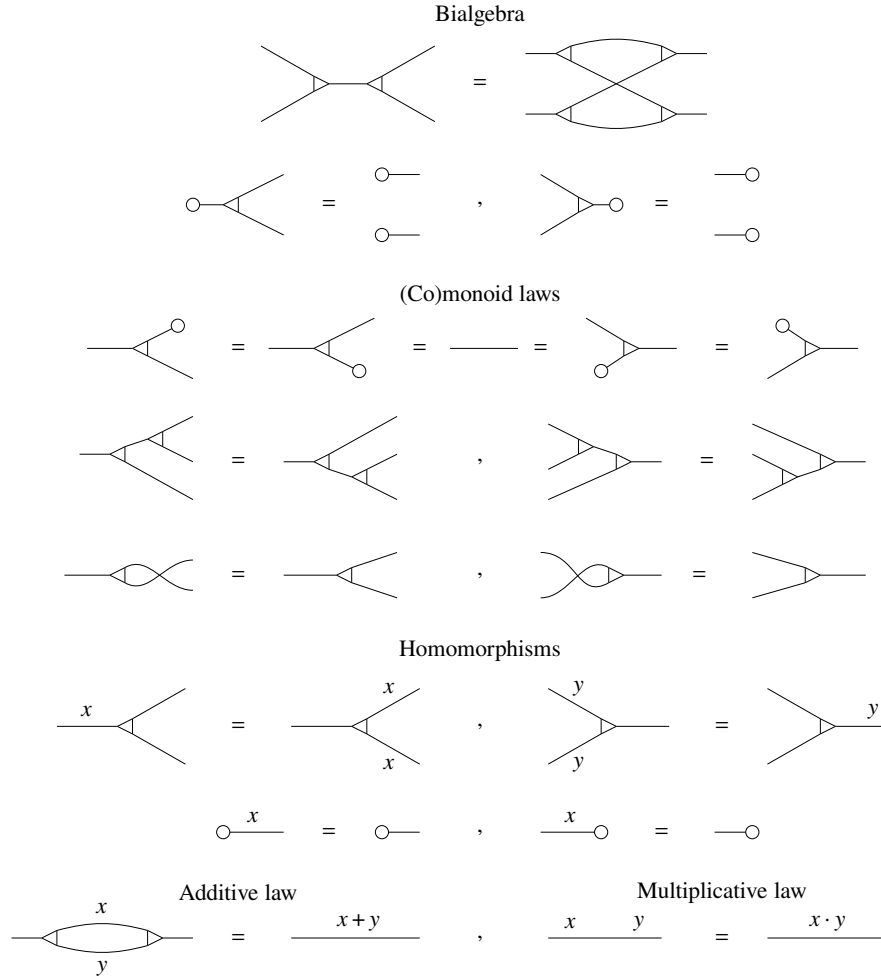 Bialgebra
=
= , =
(Co)monoid laws
= = = =
= , =
= , =
Homomorphisms
x = x x , y y = y
x = , x =
Additive law Multiplicative law
x y = x + y , x y = x · y